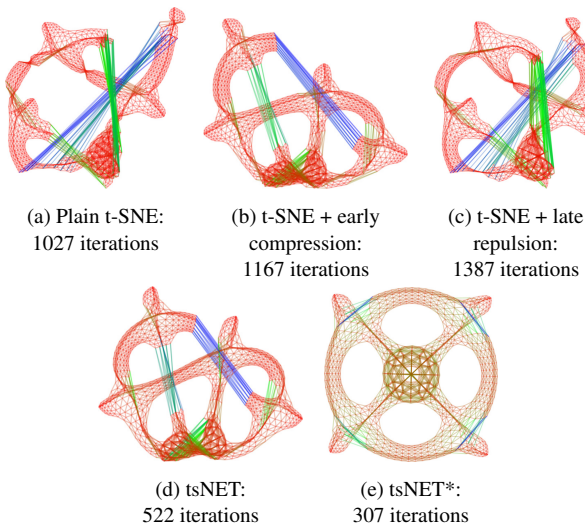 (a) Plain t-SNE:
1027 iterations
(b) t-SNE + early
compression:
1167 iterations
(c) t-SNE + late
repulsion:
1387 iterations
(d) tsNET:
522 iterations
(e) tsNET*:
307 iterations